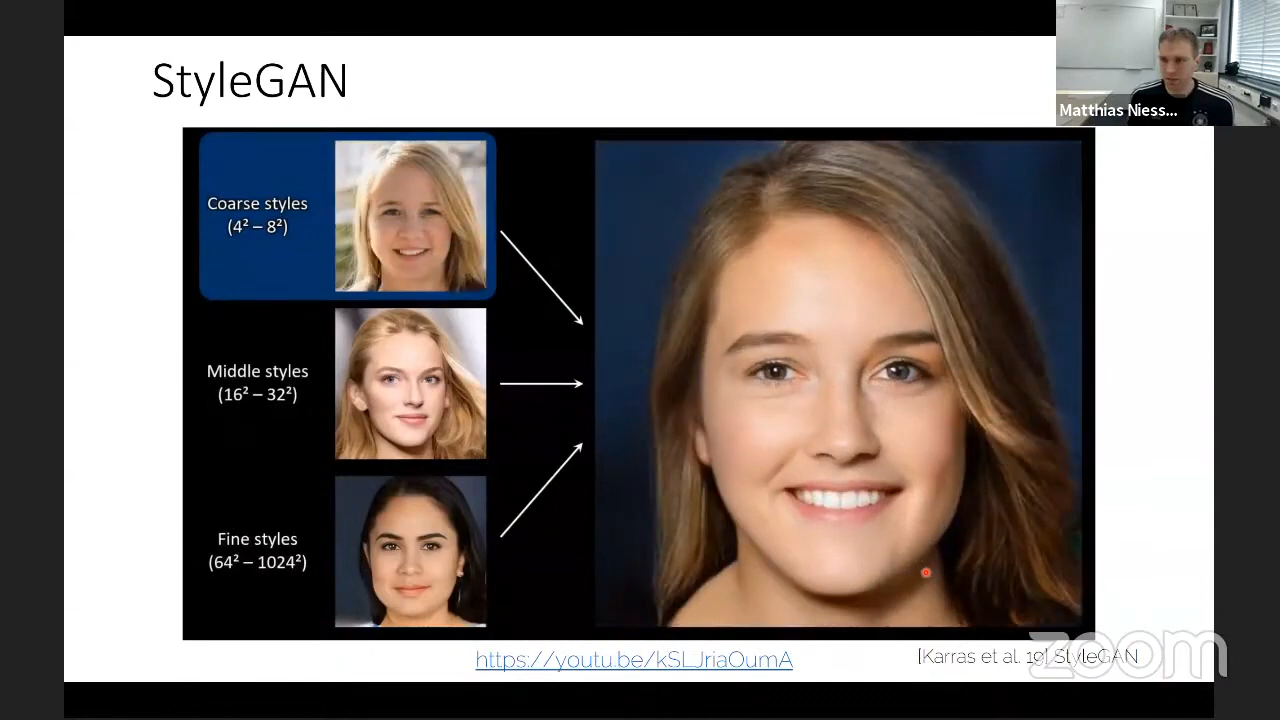 StyleGAN
Matthias Niess...
Coarse styles
(4² – 8²)
Middle styles
(16² – 32²)
Fine styles
(64² – 1024²)
https://youtu.be/kSLJriaOumA
[Karras et al. 19] StyleGAN
zoom